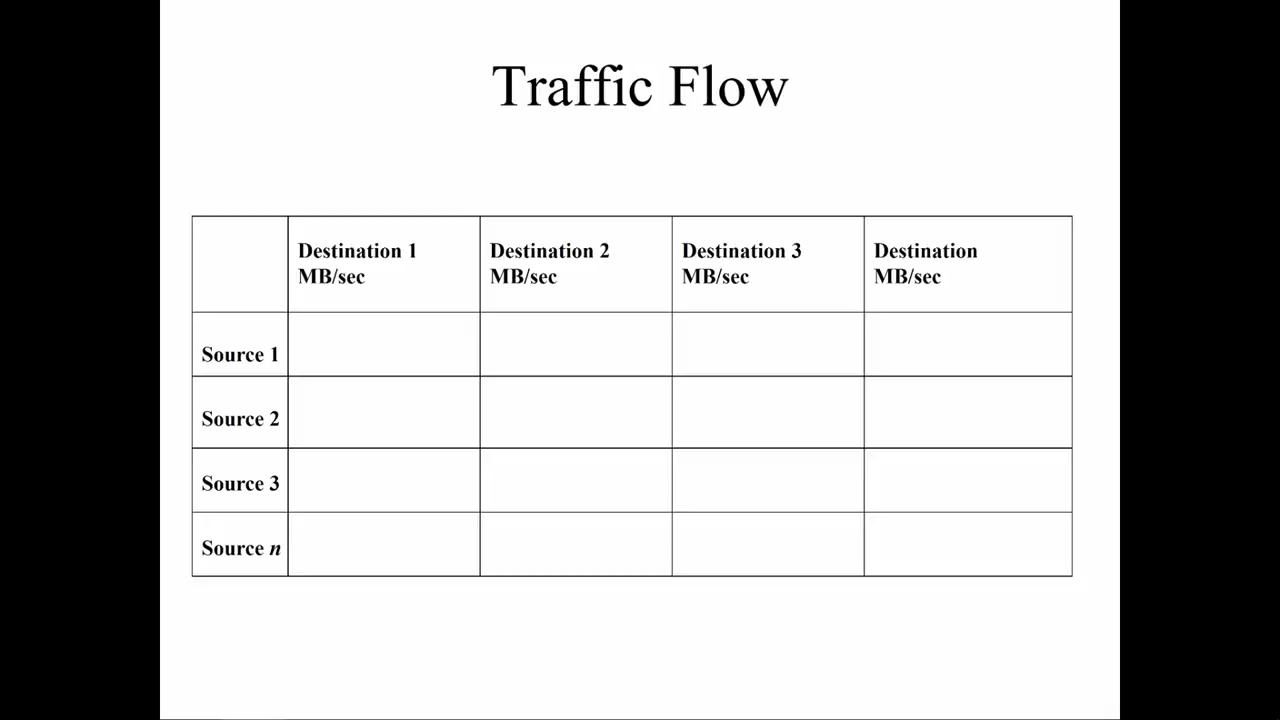 Traffic Flow
Destination 1
MB/sec
Destination 2
MB/sec
Destination 3
MB/sec
Destination
MB/sec
Source 1
Source 2
Source 3
Source n